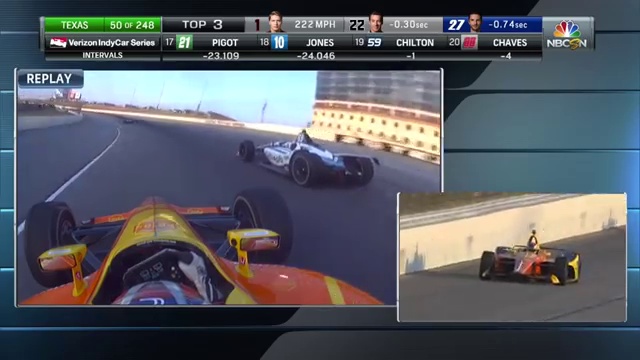 TEXAS 50 OF 248 TOP 3 1 222 MPH 22 -0.30sec 27 -0.74sec
Verizon IndyCar Series 17 21 PIGOT 18 10 JONES 19 59 CHILTON 20 88 CHAVES NBCSN
INTERVALS -23.109 -24.046 -1 -4
REPLAY